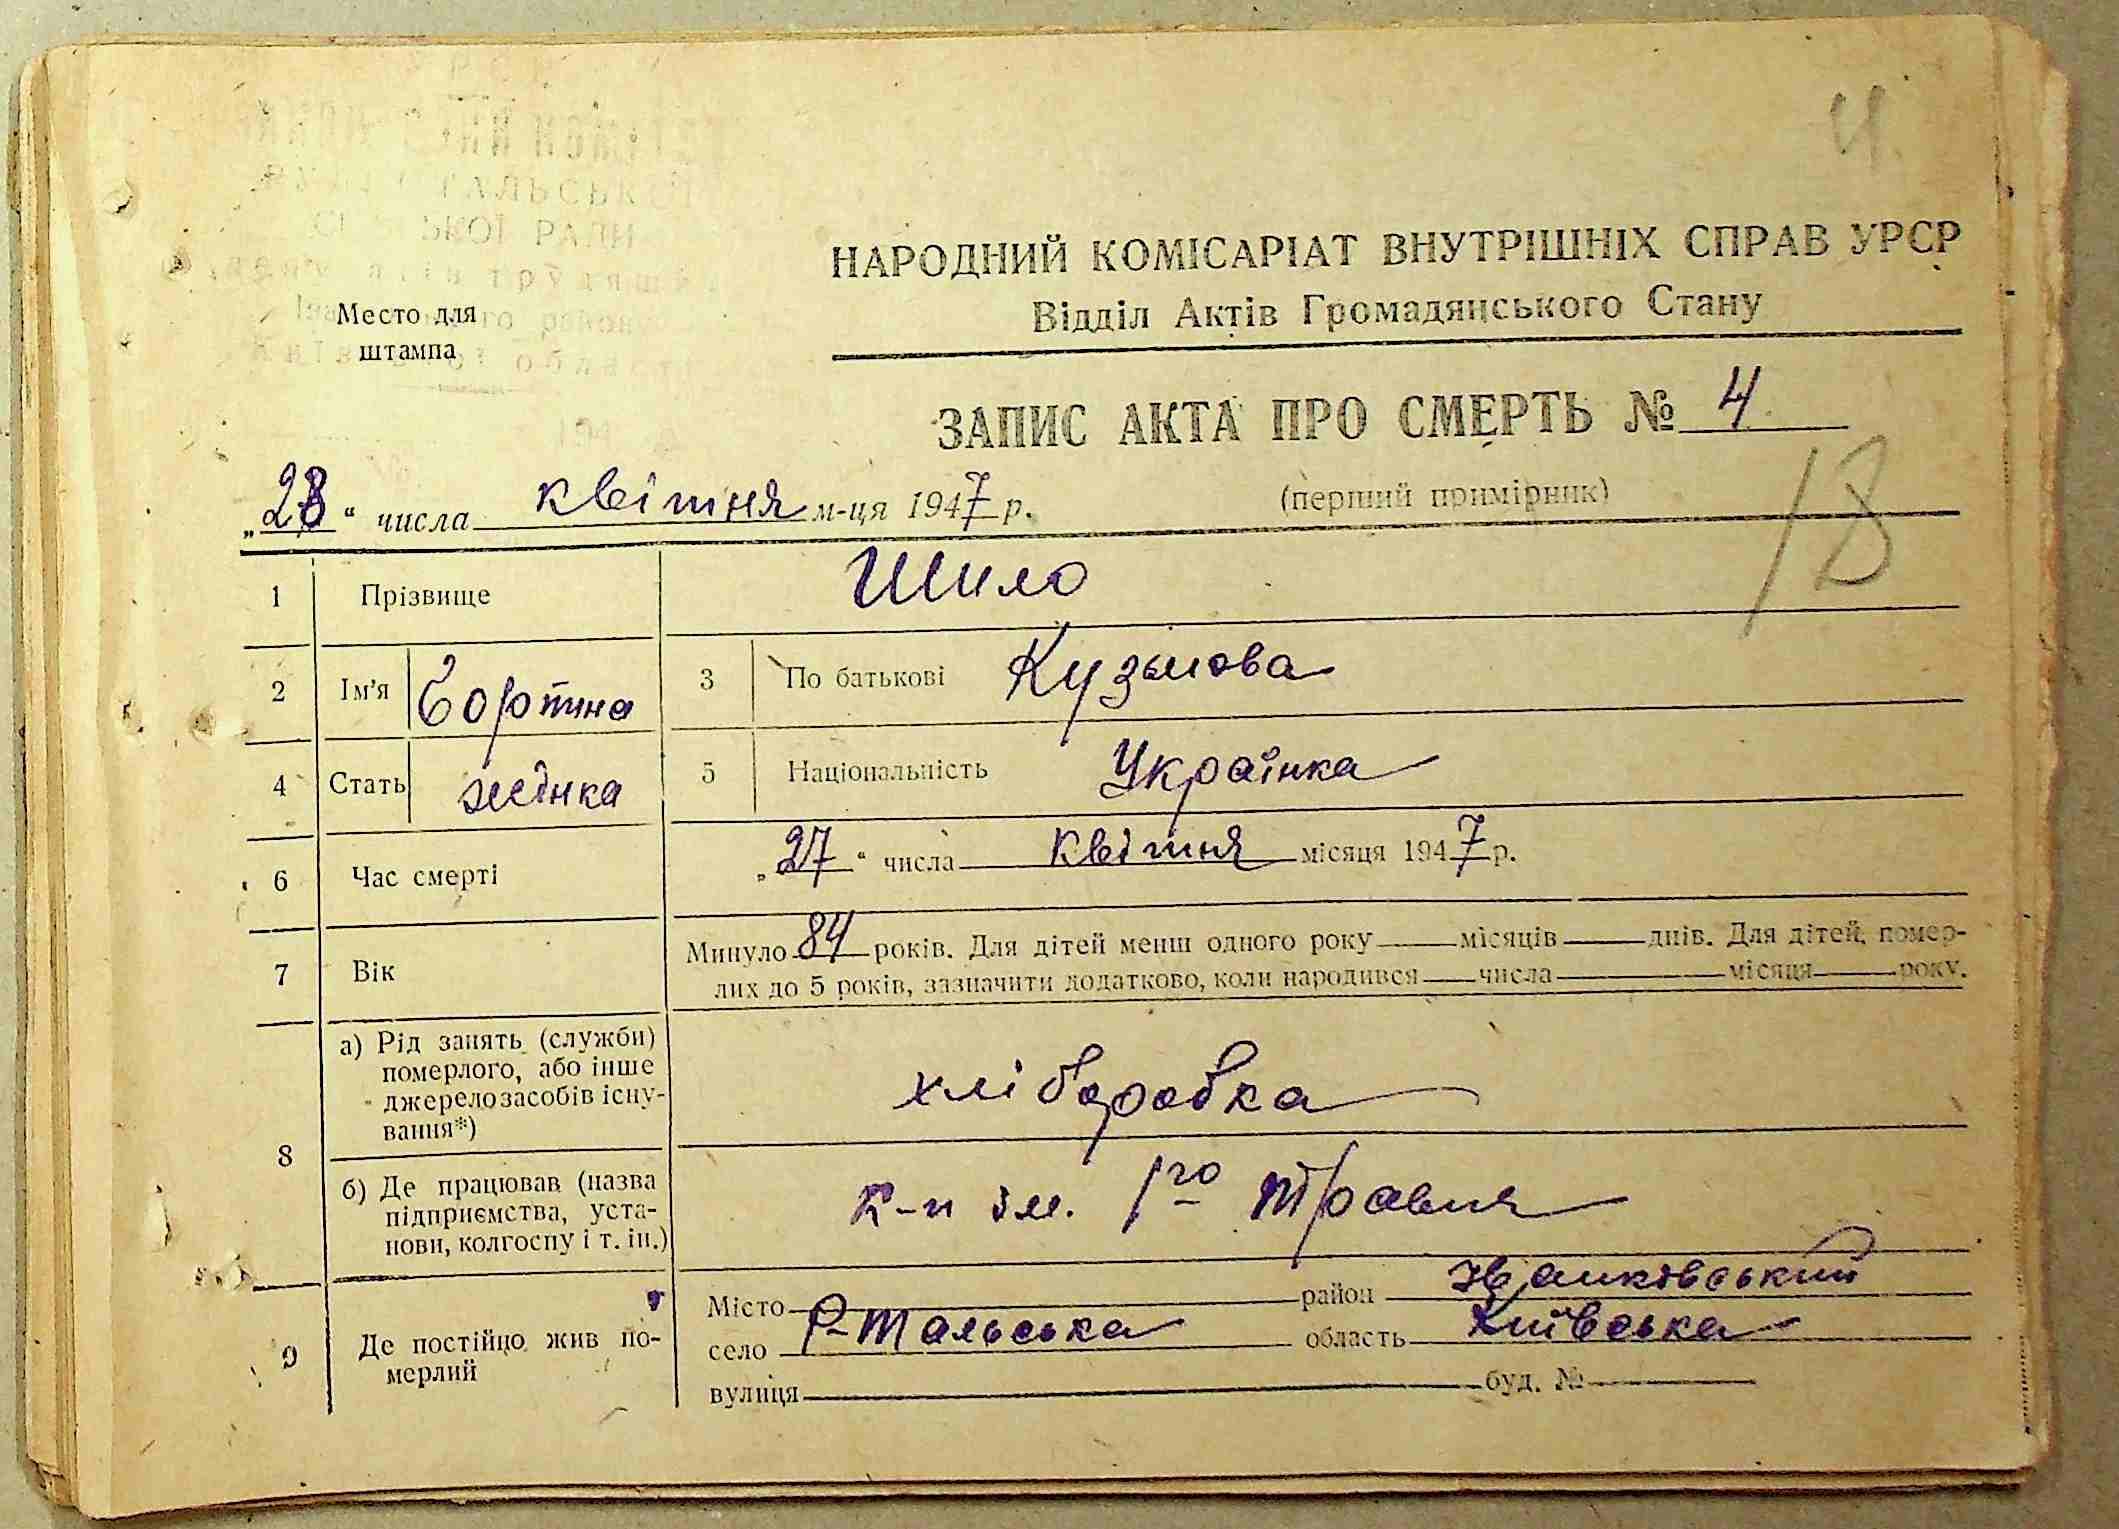 4
НАРОДНИЙ КОМІСАРІАТ ВНУТРІШНІХ СПРАВ УРСР
Відділ Актів Громадянського Стану
Место для
штампа
ЗАПИС АКТА ПРО СМЕРТЬ № 4
„28“ числа квітня м-ця 1947 р.
(перший примірник)
18
1 Прізвище Шило
2 Ім'я 3 По батькові Кузьмова
4 Стать жінка 5 Національність Українка
6 Час смерті „27“ числа квітня місяця 1947 р.
7 Вік Минуло 84 років. Для дітей менш одного року місяців днів. Для дітей, помер-
лих до 5 років, зазначити додатково, коли народився числа місяця року.
8 а) Рід занять (служби)
померлого, або інше
джерело засобів існу-
вання*)
хліборобка
б) Де працював (назва
підприємства, уста-
нови, колгоспу і т. ін.)
к-п ім. 1го Травня
9 Де постійно жив по-
мерлий
Місто район
село Р-Тальська область Київська
вулиця буд. №